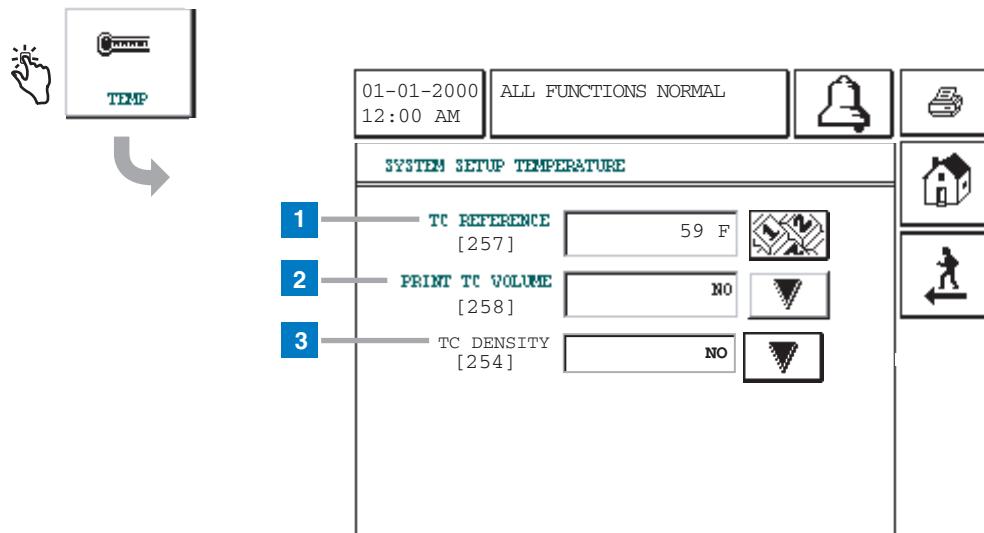 TEMP
01-01-2000
12:00 AM
ALL FUNCTIONS NORMAL
SYSTEM SETUP TEMPERATURE
1
TC REFERENCE
[257]
59 F
2
PRINT TC VOLUME
[258]
NO
3
TC DENSITY
[254]
NO